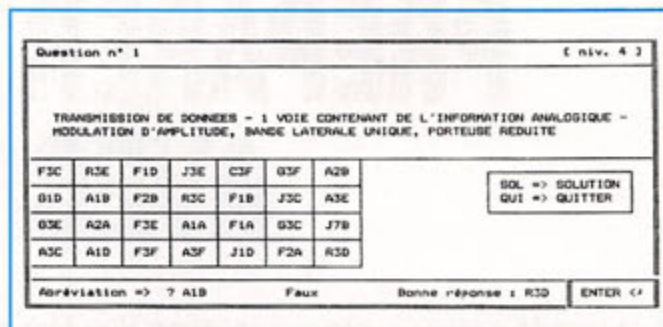 Question n° 1 [ niv. 4 ]
TRANSMISSION DE DONNEES - 1 VOIE CONTENANT DE L'INFORMATION ANALOGIQUE -
MODULATION D'AMPLITUDE, BANDE LATERALE UNIQUE, PORTEUSE REDUITE
F3C R3E F1D J3E C3F G3F A2B
G1D A1B F2B R3C F1B J3C A3E
G3E A2A F3E A1A F1A G3C J7B
A3C A1D F3F A3F J1D F2A R3D
SOL => SOLUTION
QUI => QUITTER
Abréviation => ? A1B Faux Bonne réponse : R3D ENTER